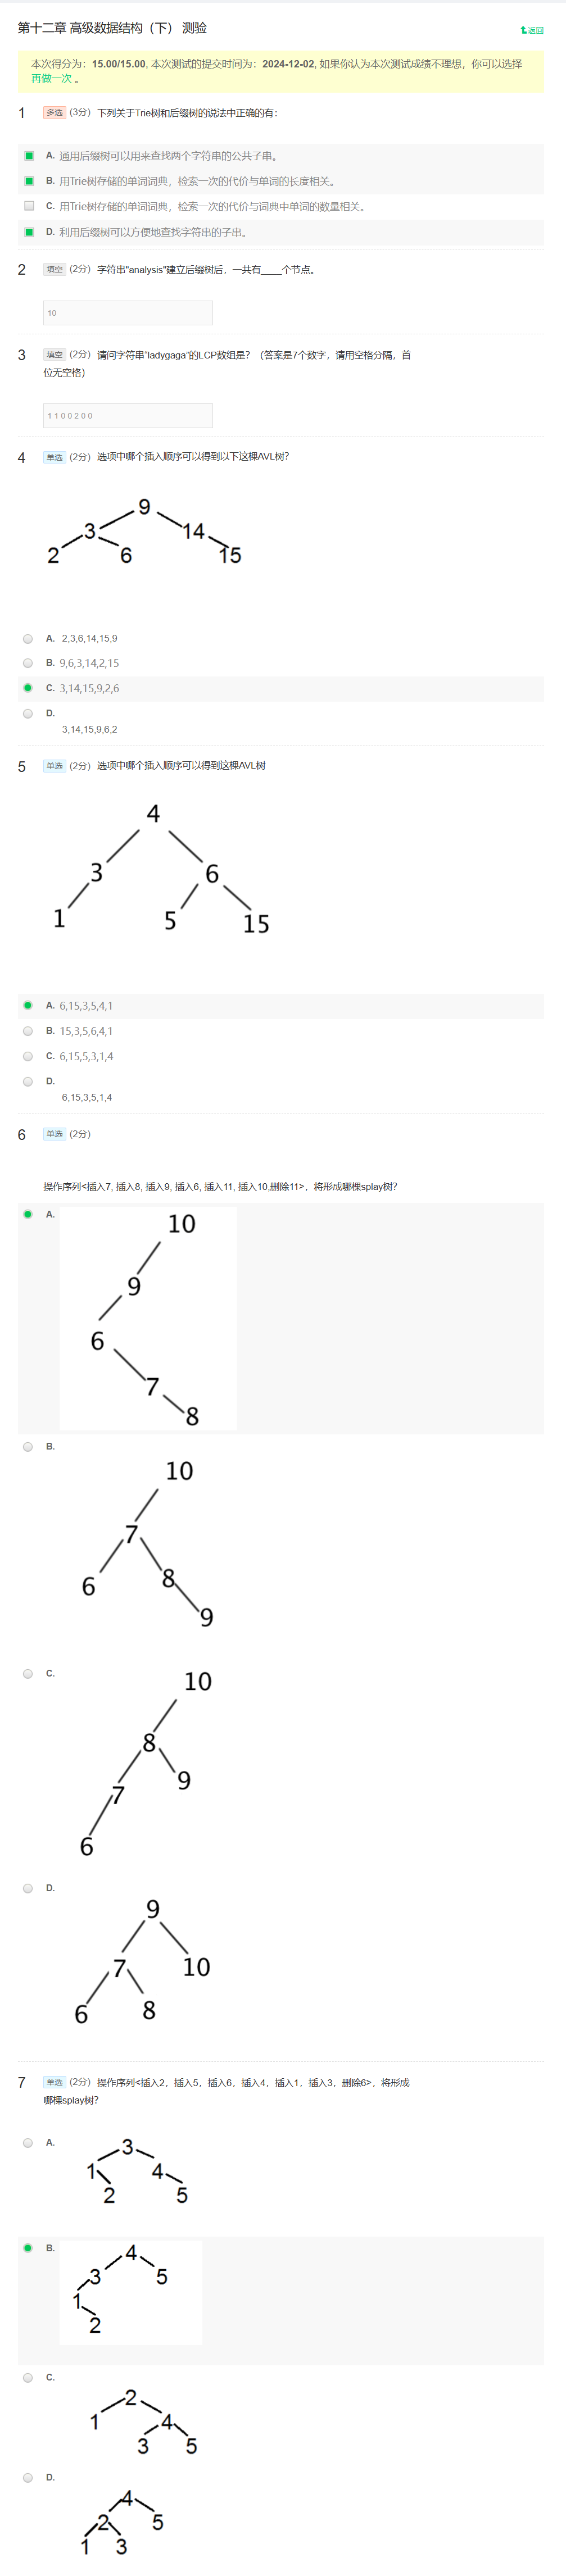 第十二章 高级数据结构（下） 测验
返回
本次得分为：15.00/15.00, 本次测试的提交时间为：2024-12-02, 如果你认为本次测试成绩不理想，你可以选择
再做一次 。
1 多选 (3分) 下列关于Trie树和后缀树的说法中正确的有：
A. 通用后缀树可以用来查找两个字符串的公共子串。
B. 用Trie树存储的单词词典，检索一次的代价与单词的长度相关。
C. 用Trie树存储的单词词典，检索一次的代价与词典中单词的数量相关。
D. 利用后缀树可以方便地查找字符串的子串。
2 填空 (2分) 字符串"analysis"建立后缀树后，一共有____个节点。
10
3 填空 (2分) 请问字符串"ladygaga"的LCP数组是？（答案是7个数字，请用空格分隔，首
位无空格）
1 1 0 0 2 0 0
4 单选 (2分) 选项中哪个插入顺序可以得到以下这棵AVL树?
9
3 14
2 6 15
A. 2,3,6,14,15,9
B. 9,6,3,14,2,15
C. 3,14,15,9,2,6
D.
3,14,15,9,6,2
5 单选 (2分) 选项中哪个插入顺序可以得到这棵AVL树
4
3 6
1 5 15
A. 6,15,3,5,4,1
B. 15,3,5,6,4,1
C. 6,15,5,3,1,4
D.
6,15,3,5,1,4
6 单选 (2分)
操作序列<插入7, 插入8, 插入9, 插入6, 插入11, 插入10,删除11>，将形成哪棵splay树?
A.
10
9
6
7
8
B.
10
7
6 8
9
C.
10
8
7 9
6
D.
9
7 10
6 8
7 单选 (2分) 操作序列<插入2，插入5，插入6，插入4，插入1，插入3，删除6>，将形成
哪棵splay树?
A.
3
1 4
2 5
B.
4
3 5
1
2
C.
2
1 4
3 5
D.
4
2 5
1 3